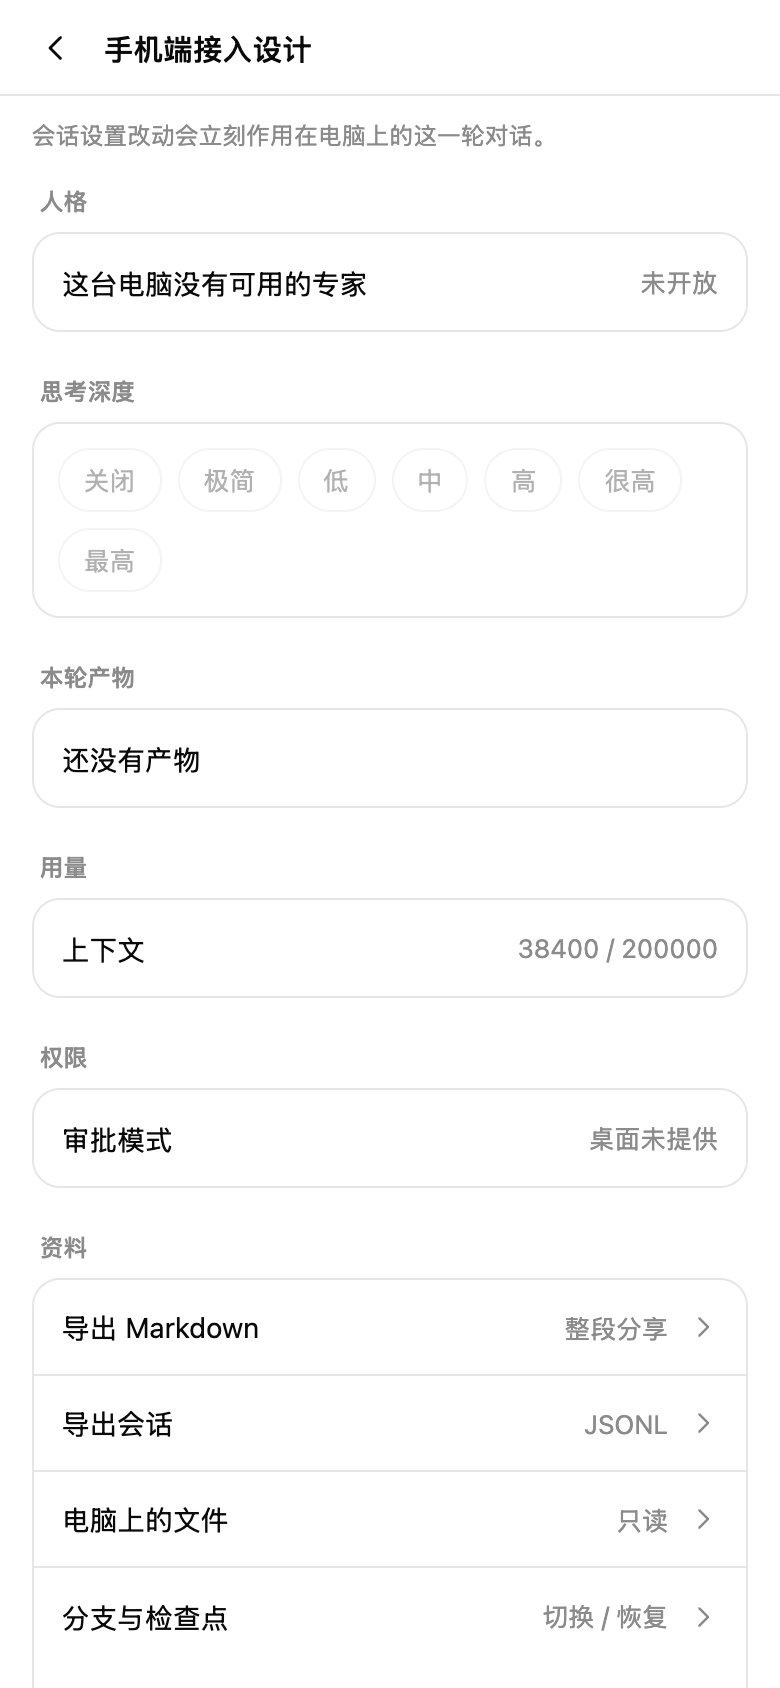 手机端接入设计
会话设置改动会立刻作用在电脑上的这一轮对话。
人格
这台电脑没有可用的专家 未开放
思考深度
关闭 极简 低 中 高 很高
最高
本轮产物
还没有产物
用量
上下文 38400 / 200000
权限
审批模式 桌面未提供
资料
导出 Markdown 整段分享
导出会话 JSONL
电脑上的文件 只读
分支与检查点 切换 / 恢复